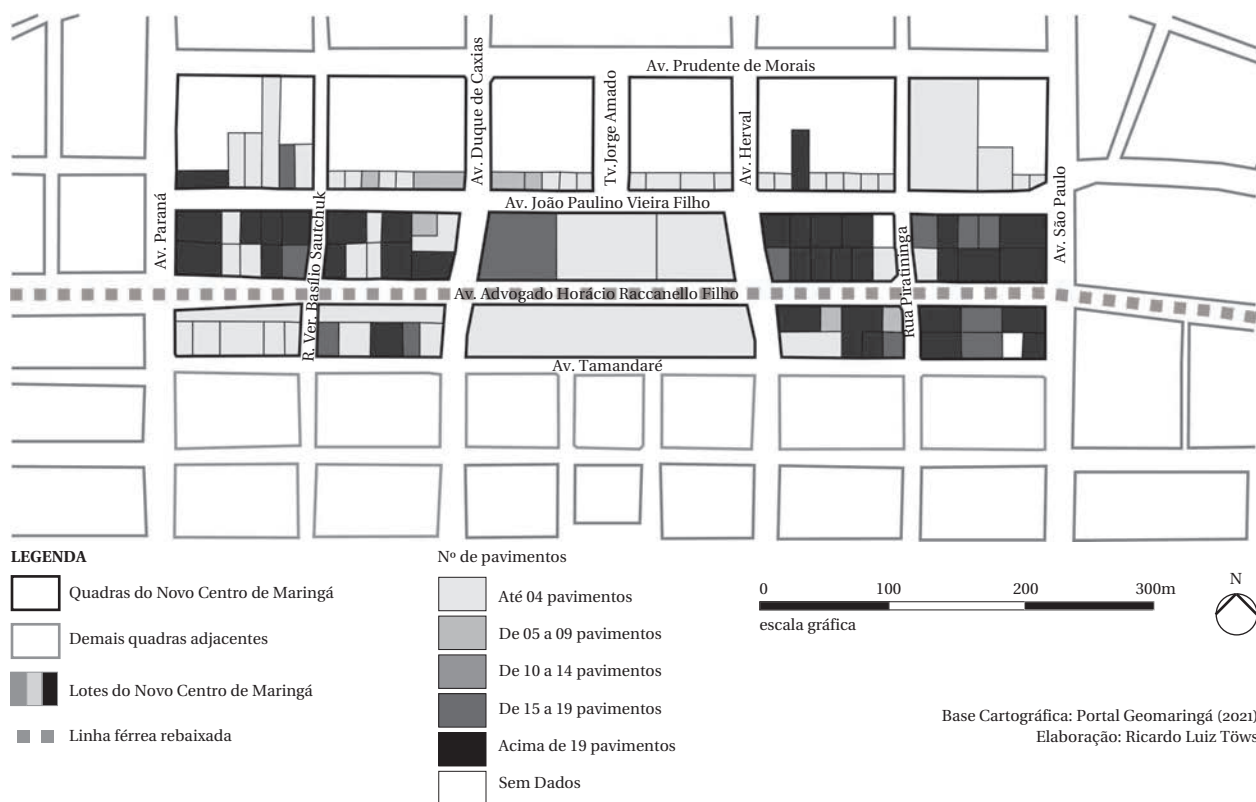 Av. Prudente de Morais
Av. Duque de Caxias
Tv. Jorge Amado
Av. Herval
Av. João Paulino Vieira Filho
Av. Paraná
R. Ver. Basílio Sautchuk
Av. São Paulo
Rua Piratininga
Av. Advogado Horácio Raccanello Filho
Av. Tamandaré
LEGENDA
Quadras do Novo Centro de Maringá
Demais quadras adjacentes
Lotes do Novo Centro de Maringá
Linha férrea rebaixada
Nº de pavimentos
Até 04 pavimentos
De 05 a 09 pavimentos
De 10 a 14 pavimentos
De 15 a 19 pavimentos
Acima de 19 pavimentos
Sem Dados
0 100 200 300m
escala gráfica
N
Base Cartográfica: Portal Geomaringá (2021)
Elaboração: Ricardo Luiz Töws